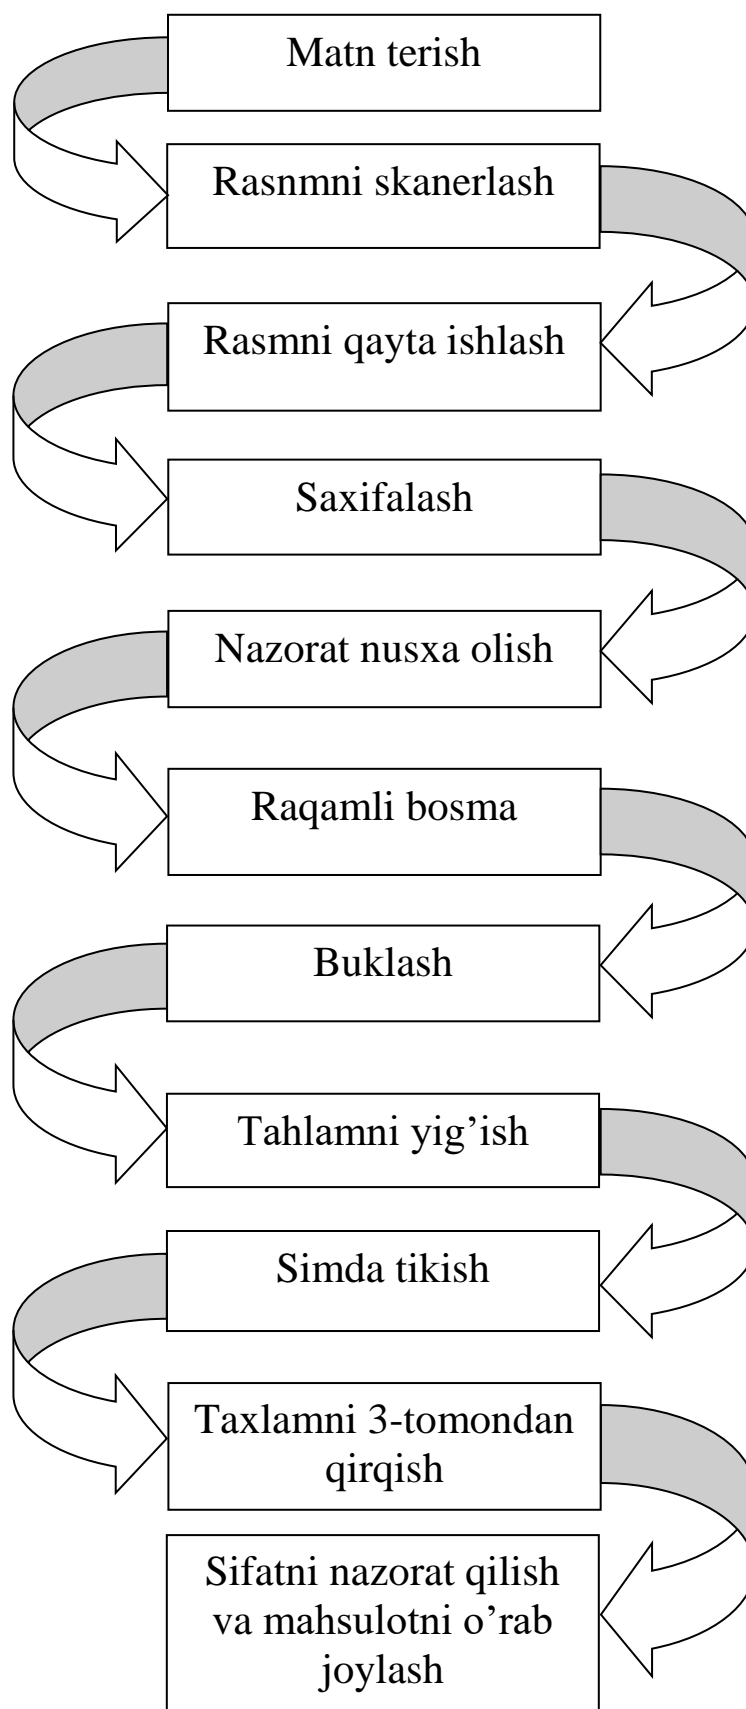 Matn terish
Rasnmni skanerlash
Rasmni qayta ishlash
Saxifalash
Nazorat nusxa olish
Raqamli bosma
Buklash
Tahlamni yig’ish
Simda tikish
Taxlamni 3-tomondan
qirqish
Sifatni nazorat qilish
va mahsulotni o’rab
joylash